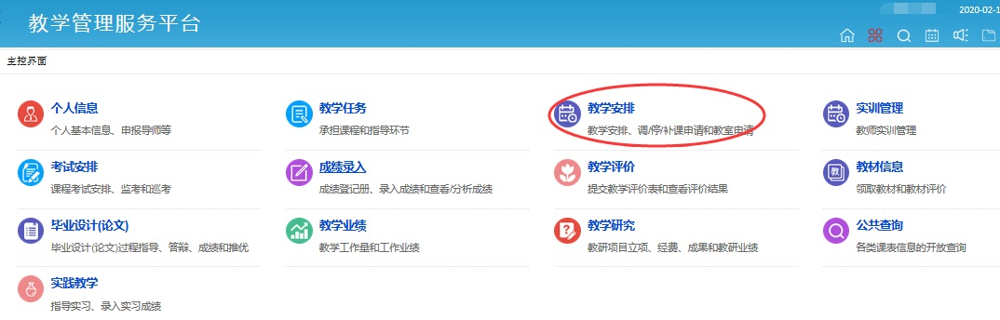 2020-02-1
教学管理服务平台
主控界面
个人信息
个人基本信息、申报导师等
教学任务
承担课程和指导环节
教学安排
教学安排、调/停/补课申请和教室申请
实训管理
教师实训管理
考试安排
课程考试安排、监考和巡考
成绩录入
成绩登记册、录入成绩和查看/分析成绩
教学评价
提交教学评价表和查看评价结果
教
教材信息
领取教材和教材评价
毕业设计(论文)
毕业设计(论文)过程指导、答辩、成绩和推优
教学业绩
教学工作量和工作业绩
教学研究
教研项目立项、经费、成果和教研业绩
公共查询
各类课表信息的开放查询
实践教学
指导实习、录入实习成绩